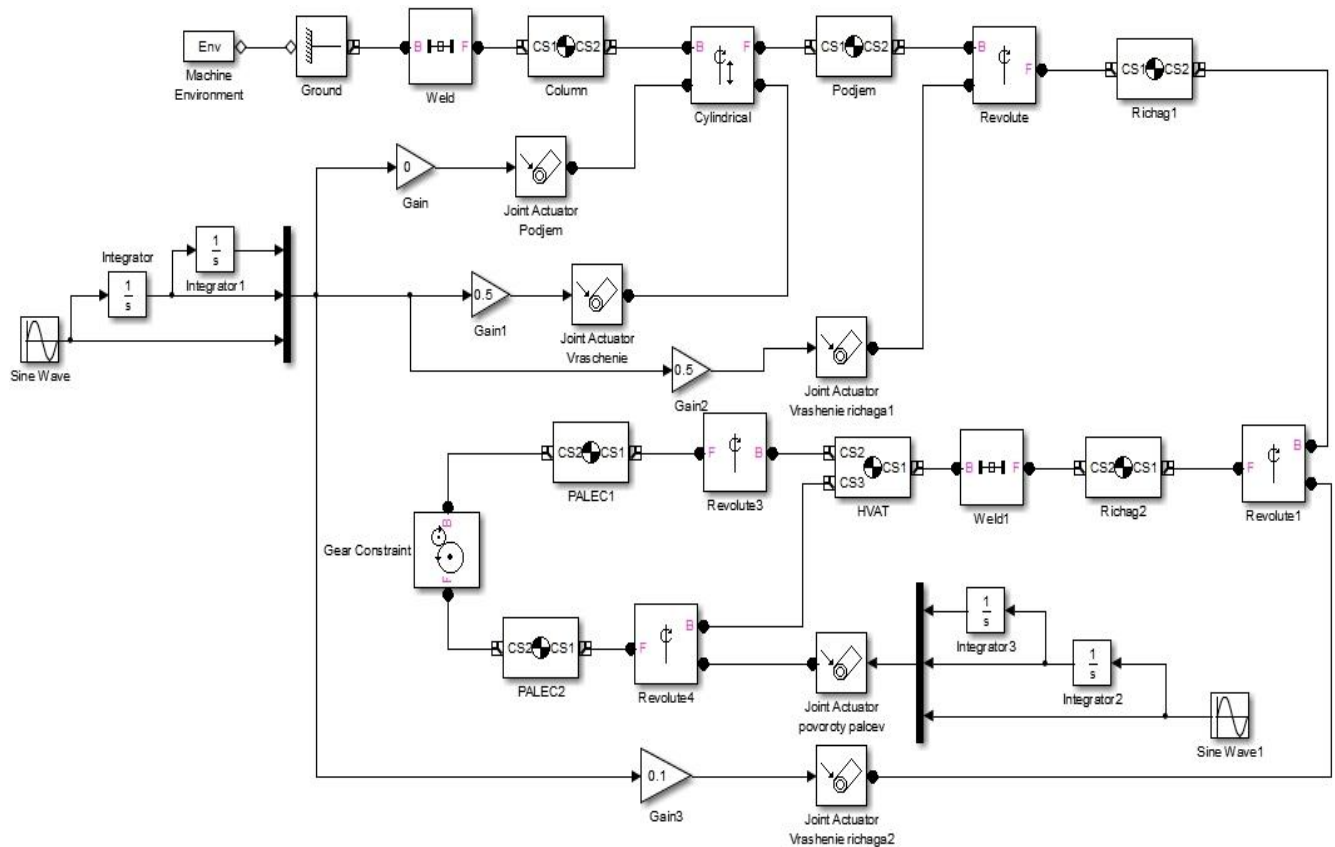 Env
Machine
Environment
Ground
B F
Weld
CS1 CS2
Column
B F
Cylindrical
CS1 CS2
Podjem
B
F
Revolute
CS1 CS2
Richag1
0
Gain
Joint Actuator
Podjem
Integrator
1
s
1
s
Integrator1
Sine Wave
0.5
Gain1
Joint Actuator
Vraschenie
0.5
Gain2
Joint Actuator
Vrashenie richaga1
CS2 CS1
PALEC1
F B
Revolute3
CS2
CS3
CS1
HVAT
B F
Weld1
CS2 CS1
Richag2
B
F
Revolute1
Gear Constraint
B
F
CS2 CS1
PALEC2
B
F
Revolute4
Joint Actuator
povoroty palcev
1
s
Integrator3
1
s
Integrator2
Sine Wave1
0.1
Gain3
Joint Actuator
Vrashenie richaga2